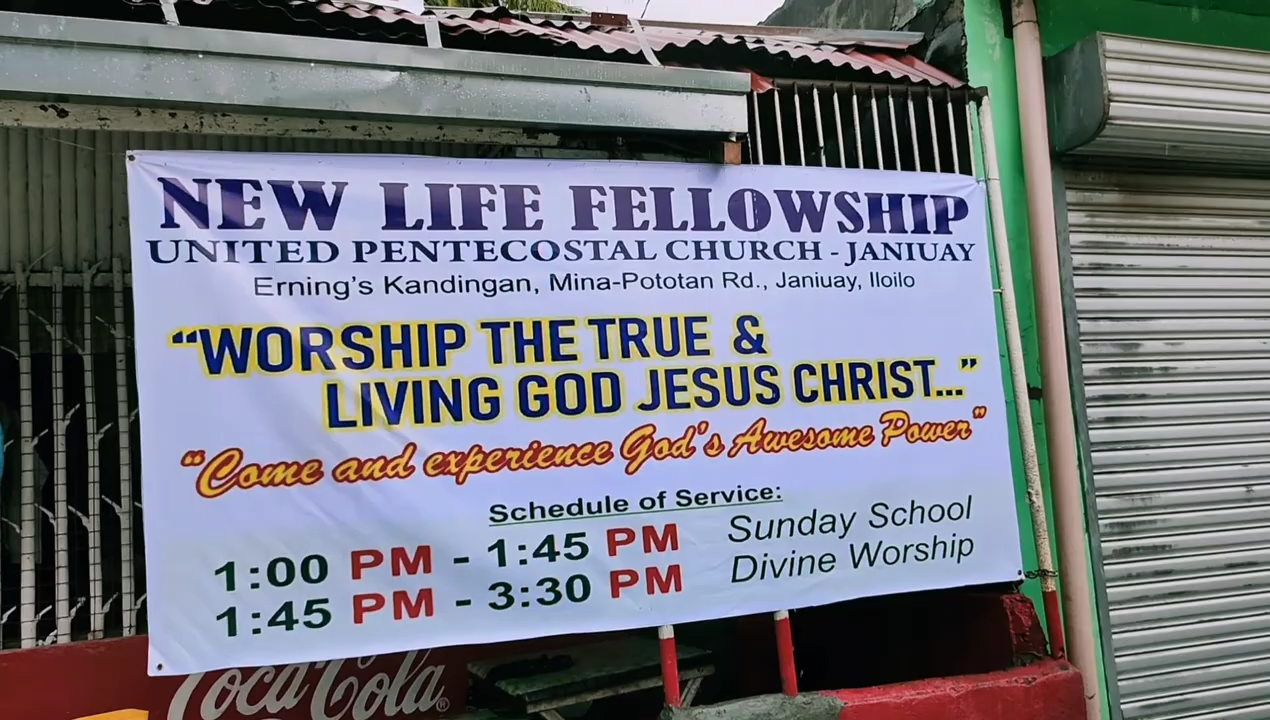 NEW LIFE FELLOWSHIP
UNITED PENTECOSTAL CHURCH - JANIUAY
Erning's Kandingan, Mina-Pototan Rd., Janiuay, Iloilo
"WORSHIP THE TRUE &
LIVING GOD JESUS CHRIST..."
"Come and experience God's Awesome Power"
Schedule of Service:
1:00 PM - 1:45 PM Sunday School
1:45 PM - 3:30 PM Divine Worship
Coca Cola®